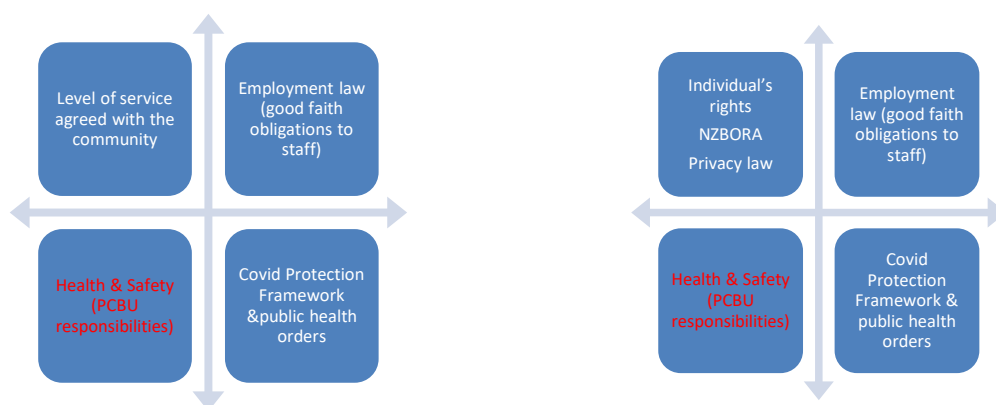 Level of service
agreed with the
community
Employment law
(good faith
obligations to
staff)
Health & Safety
(PCBU
responsibilities)
Covid Protection
Framework
&public health
orders
Individual’s
rights
NZBORA
Privacy law
Employment
law (good faith
obligations to
staff)
Health & Safety
(PCBU
responsibilities)
Covid
Protection
Framework &
public health
orders